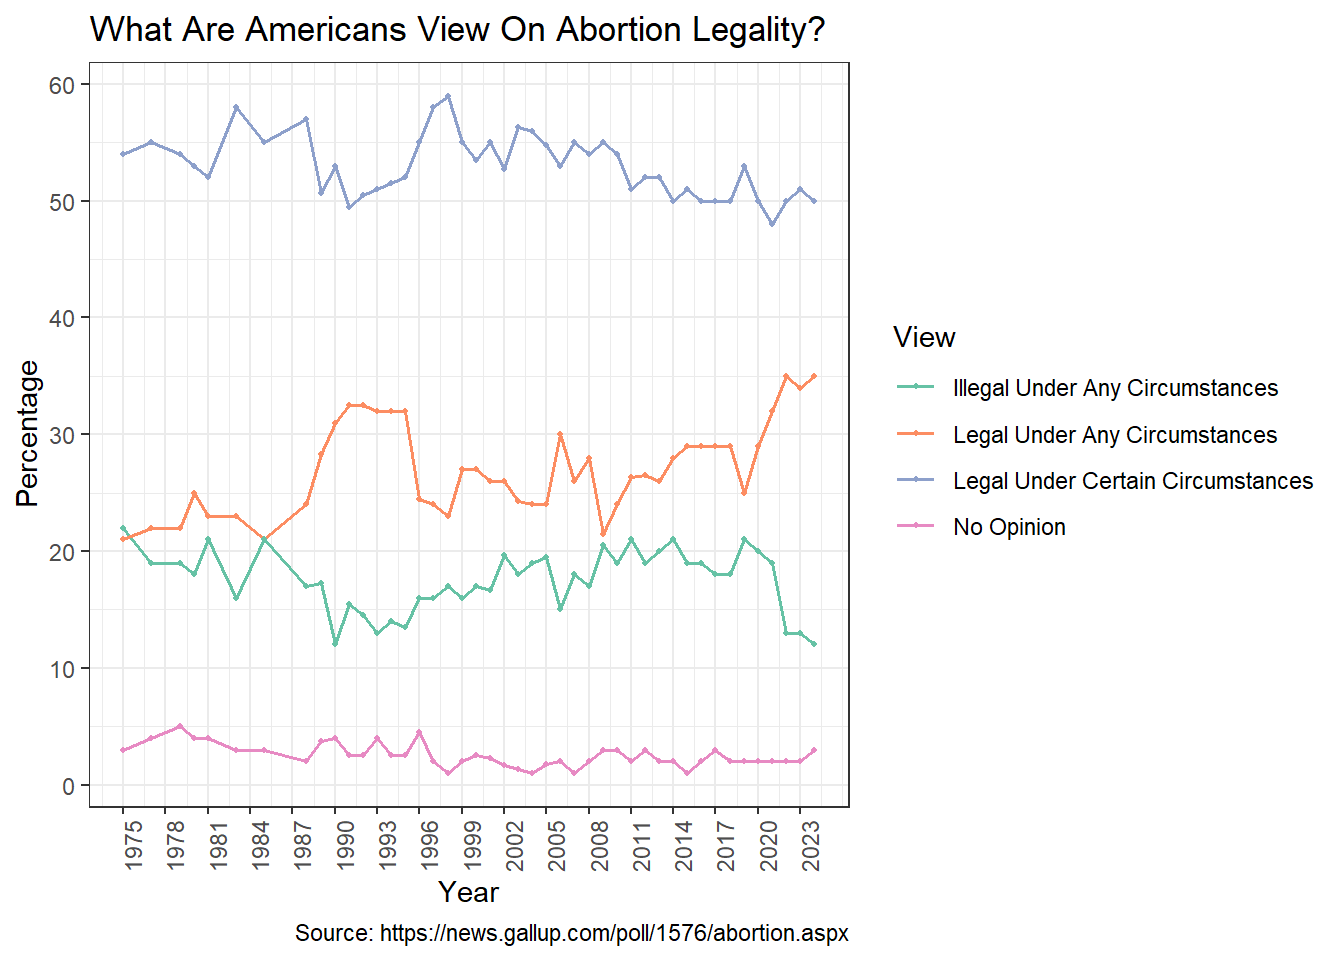 What Are Americans View On Abortion Legality?
60
50
40
30
20
10
0
Percentage
1975
1978
1981
1984
1987
1990
1993
1996
1999
2002
2005
2008
2011
2014
2017
2020
2023
Year
Source: https://news.gallup.com/poll/1576/abortion.aspx
View
Illegal Under Any Circumstances
Legal Under Any Circumstances
Legal Under Certain Circumstances
No Opinion